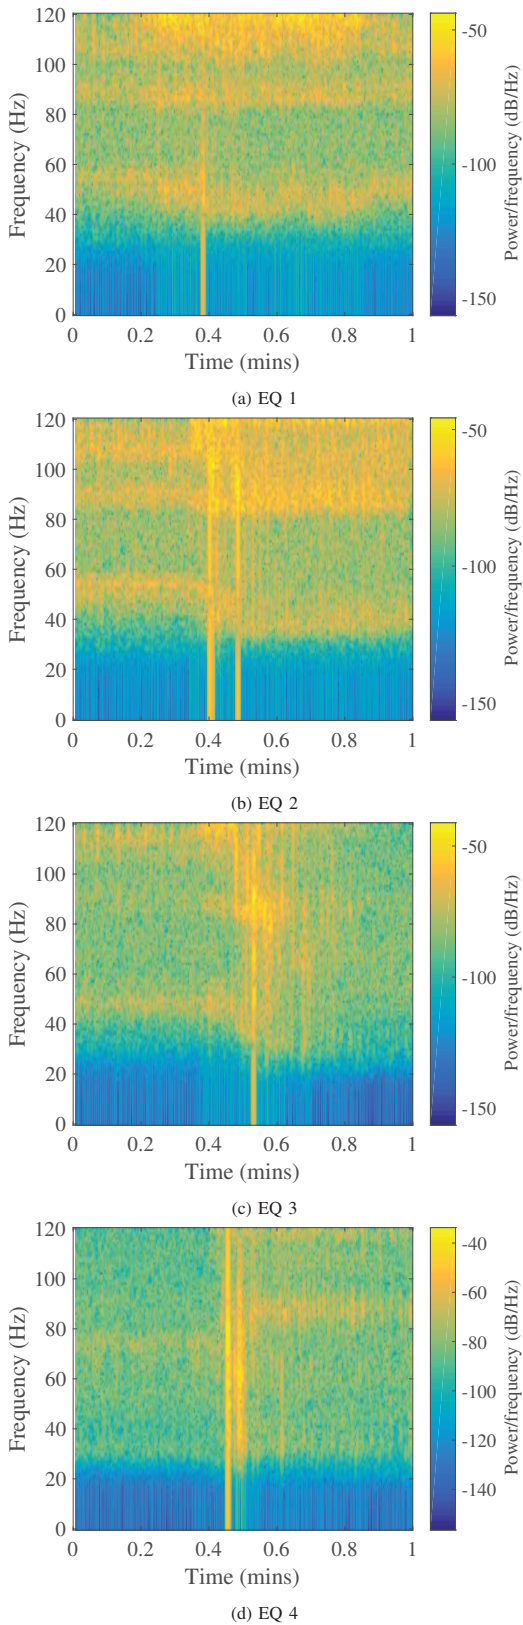 120
100
80
60
40
20
0
Frequency (Hz)
0 0.2 0.4 0.6 0.8 1
Time (mins)
-50
-100
-150
Power/frequency (dB/Hz)
(a) EQ 1
120
100
80
60
40
20
0
Frequency (Hz)
0 0.2 0.4 0.6 0.8 1
Time (mins)
-50
-100
-150
Power/frequency (dB/Hz)
(b) EQ 2
120
100
80
60
40
20
0
Frequency (Hz)
0 0.2 0.4 0.6 0.8 1
Time (mins)
-50
-100
-150
Power/frequency (dB/Hz)
(c) EQ 3
120
100
80
60
40
20
0
Frequency (Hz)
0 0.2 0.4 0.6 0.8 1
Time (mins)
-40
-60
-80
-100
-120
-140
Power/frequency (dB/Hz)
(d) EQ 4